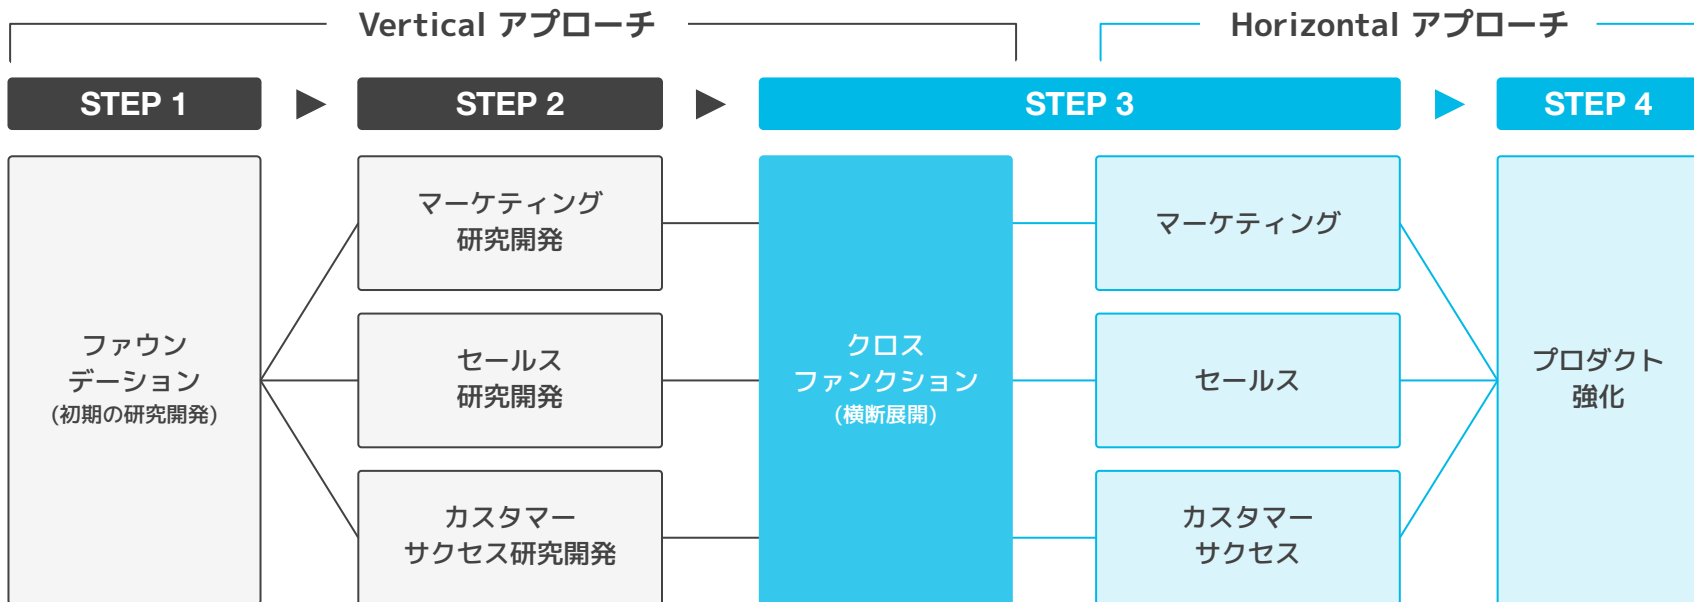 Vertical アプローチ
Horizontal アプローチ
STEP 1
STEP 2
STEP 3
STEP 4
ファウン
デーション
(初期の研究開発)
マーケティング
研究開発
セールス
研究開発
カスタマー
サクセス研究開発
クロス
ファンクション
(横断展開)
マーケティング
セールス
カスタマー
サクセス
プロダクト
強化